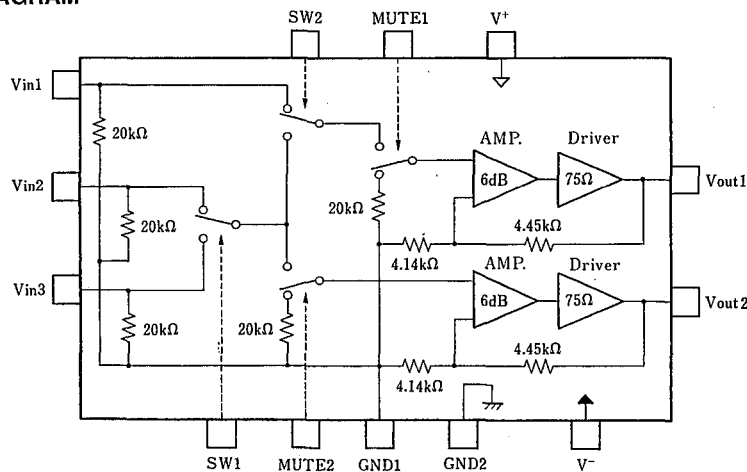 SW2 MUTE1 V+
Vin1
20kΩ
AMP. Driver
Vin2
6dB 75Ω
Vout1
20kΩ
20kΩ
4.14kΩ
4.45kΩ
AMP. Driver
Vin3
6dB 75Ω
Vout2
20kΩ
20kΩ
4.14kΩ
4.45kΩ
SW1 MUTE2 GND1 GND2 V−